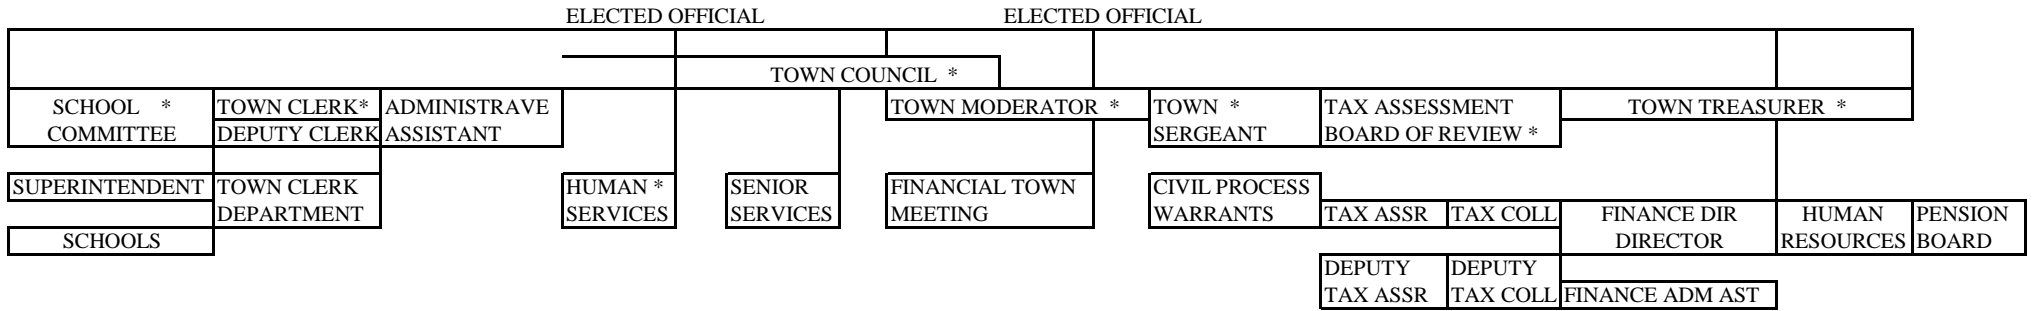 ELECTED OFFICIAL ELECTED OFFICIAL
TOWN COUNCIL *
SCHOOL * TOWN CLERK* ADMINISTRAVE TOWN MODERATOR * TOWN * TAX ASSESSMENT TOWN TREASURER *
COMMITTEE DEPUTY CLERK ASSISTANT SERGEANT BOARD OF REVIEW *
SUPERINTENDENT TOWN CLERK HUMAN * SENIOR FINANCIAL TOWN CIVIL PROCESS
DEPARTMENT SERVICES SERVICES MEETING WARRANTS TAX ASSR TAX COLL FINANCE DIR HUMAN PENSION
SCHOOLS DIRECTOR RESOURCES BOARD
DEPUTY DEPUTY
TAX ASSR TAX COLL FINANCE ADM AST